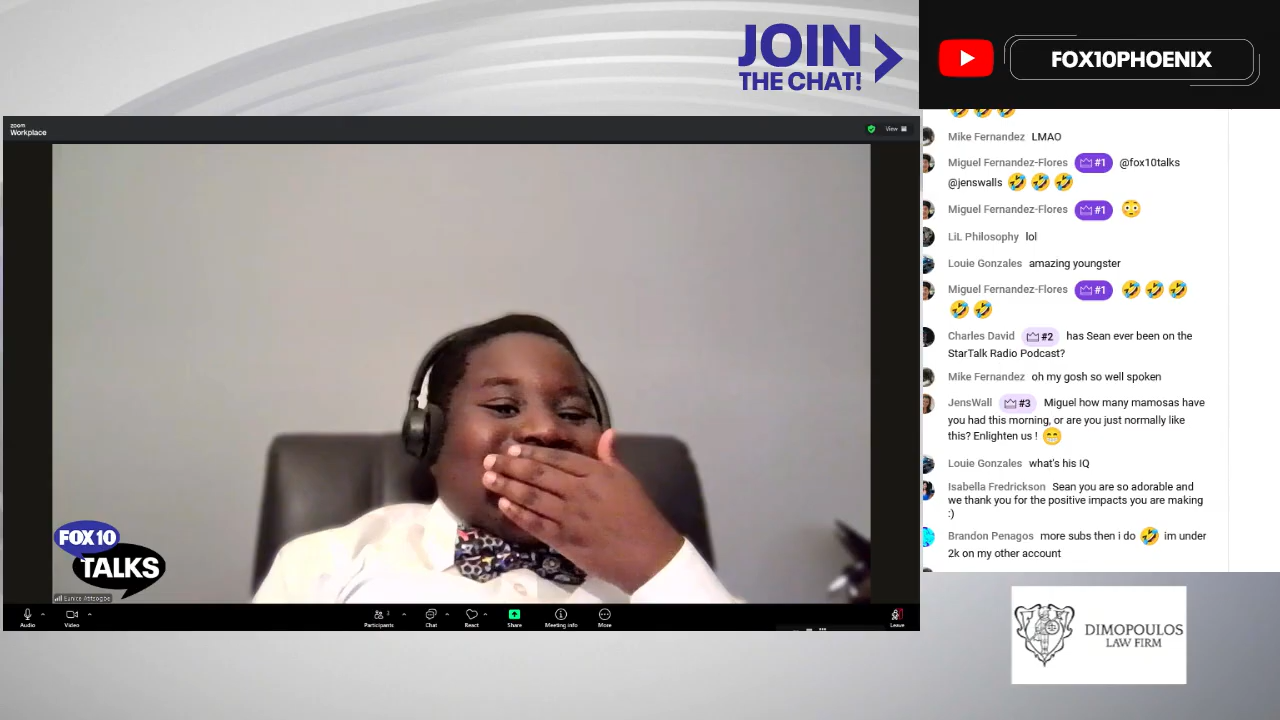 JOIN
THE CHAT!
FOX10PHOENIX
zoom
Workplace
View
FOX 10
TALKS
Audio
Video
Participants
3
Chat
React
Share
Meeting info
More
Leave
Mike Fernandez LMAO
Miguel Fernandez-Flores #1 @fox10talks
@jenswalls 🤣 🤣 🤣
Miguel Fernandez-Flores #1 😳
LiL Philosophy lol
Louie Gonzales amazing youngster
Miguel Fernandez-Flores #1 🤣 🤣 🤣
🤣 🤣
Charles David #2 has Sean ever been on the
StarTalk Radio Podcast?
Mike Fernandez oh my gosh so well spoken
JensWall #3 Miguel how many mamosas have
you had this morning, or are you just normally like
this? Enlighten us ! 😁
Louie Gonzales what's his IQ
Isabella Fredrickson Sean you are so adorable and
we thank you for the positive impacts you are making
:)
Brandon Penagos more subs then i do 🤣 im under
2k on my other account
DIMOPOULOS
LAW FIRM